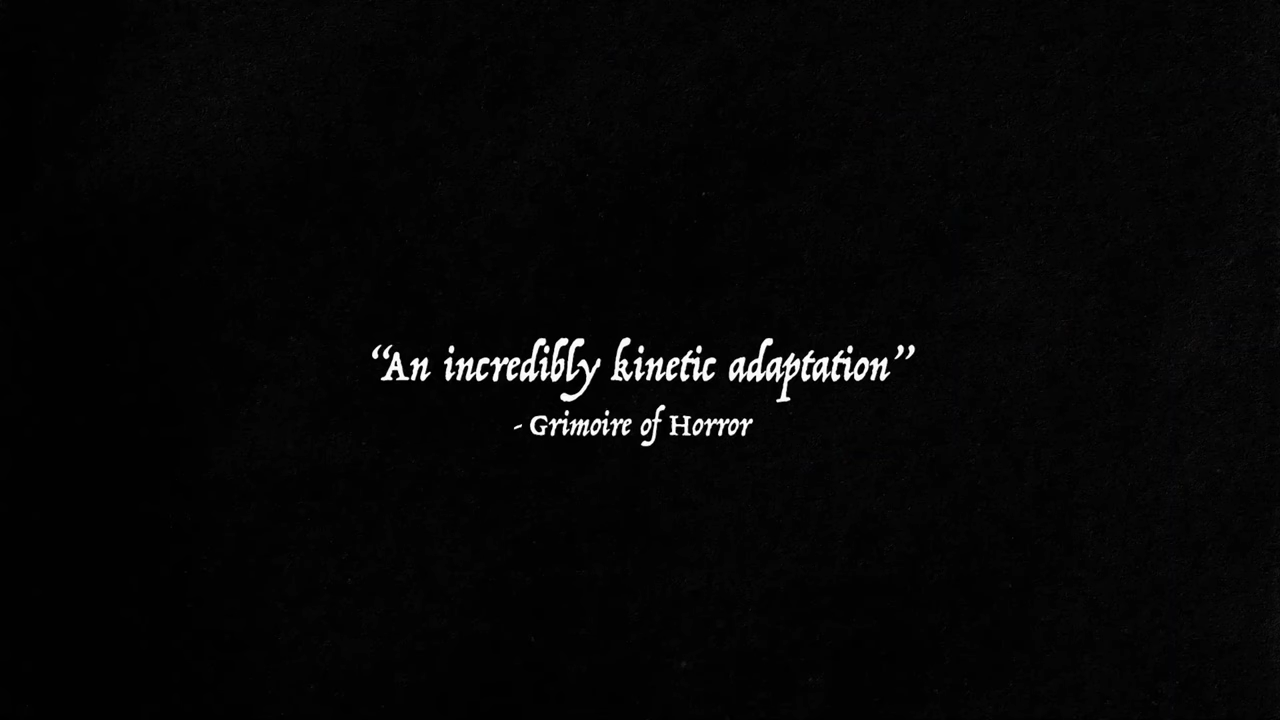 “An incredibly kinetic adaptation”
- Grimoire of Horror